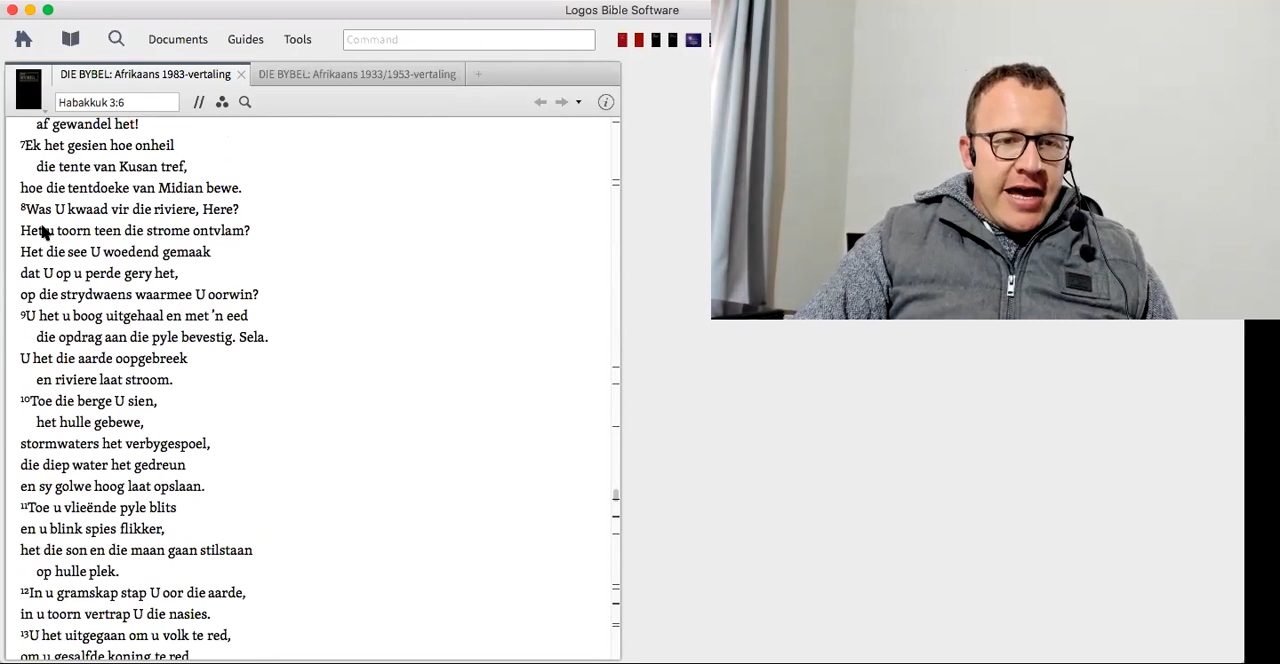 Logos Bible Software
Documents Guides Tools Command
DIE BYBEL: Afrikaans 1983-vertaling DIE BYBEL: Afrikaans 1933/1953-vertaling
Habakkuk 3:6
af gewandel het!
7Ek het gesien hoe onheil
die tente van Kusan tref,
hoe die tentdoeke van Midian bewe.
8Was U kwaad vir die riviere, Here?
Het u toorn teen die strome ontvlam?
Het die see U woedend gemaak
dat U op u perde gery het,
op die strydwaens waarmee U oorwin?
9U het u boog uitgehaal en met ’n eed
die opdrag aan die pyle bevestig. Sela.
U het die aarde oopgebreek
en riviere laat stroom.
10Toe die berge U sien,
het hulle gebewe,
stormwaters het verbygespoel,
die diep water het gedreun
en sy golwe hoog laat opslaan.
11Toe u vlieënde pyle blits
en u blink spies flikker,
het die son en die maan gaan stilstaan
op hulle plek.
12In u gramskap stap U oor die aarde,
in u toorn vertrap U die nasies.
13U het uitgegaan om u volk te red,
om u gesalfde koning te red